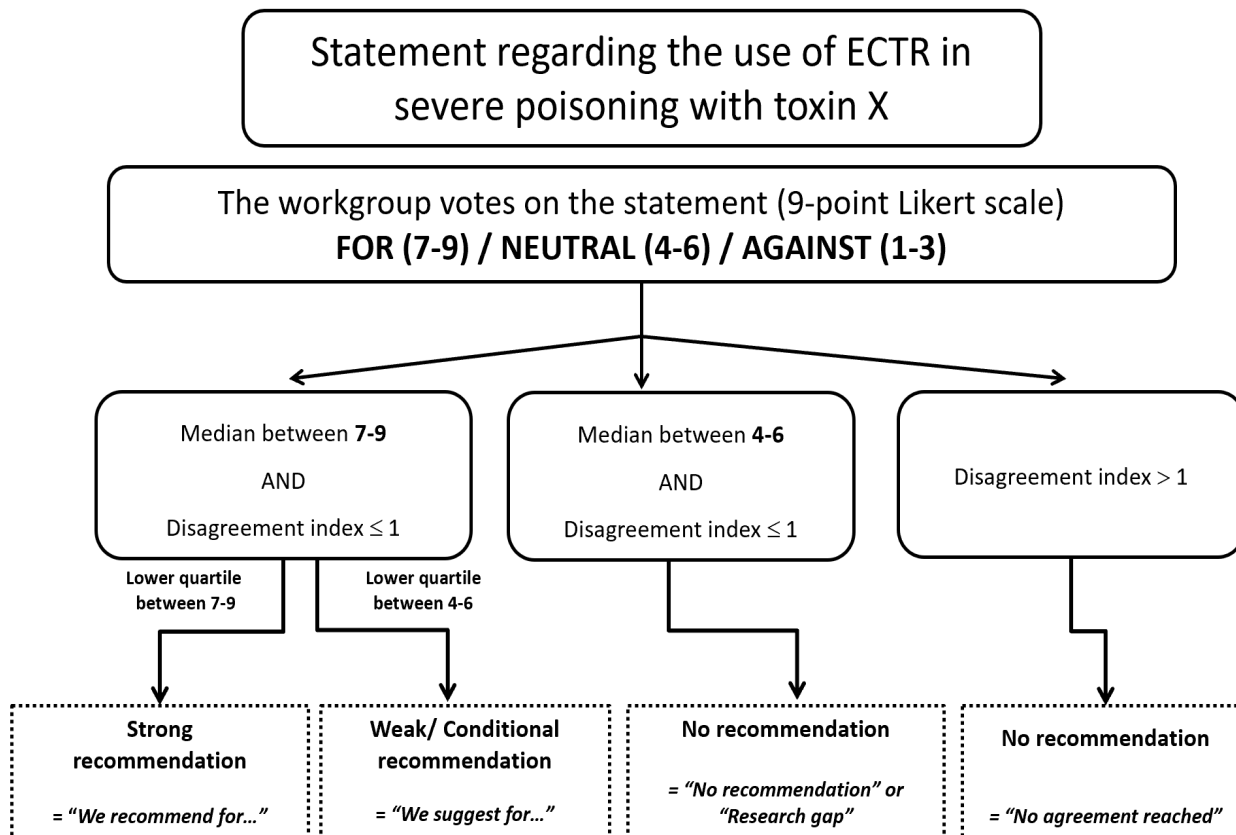 Statement regarding the use of ECTR in
severe poisoning with toxin X
The workgroup votes on the statement (9-point Likert scale)
FOR (7-9) / NEUTRAL (4-6) / AGAINST (1-3)
Median between 7-9
AND
Disagreement index ≤ 1
Median between 4-6
AND
Disagreement index ≤ 1
Disagreement index > 1
Lower quartile
between 7-9
Lower quartile
between 4-6
Strong
recommendation
= “We recommend for…”
Weak/ Conditional
recommendation
= “We suggest for…”
No recommendation
= “No recommendation” or
“Research gap”
No recommendation
= “No agreement reached”